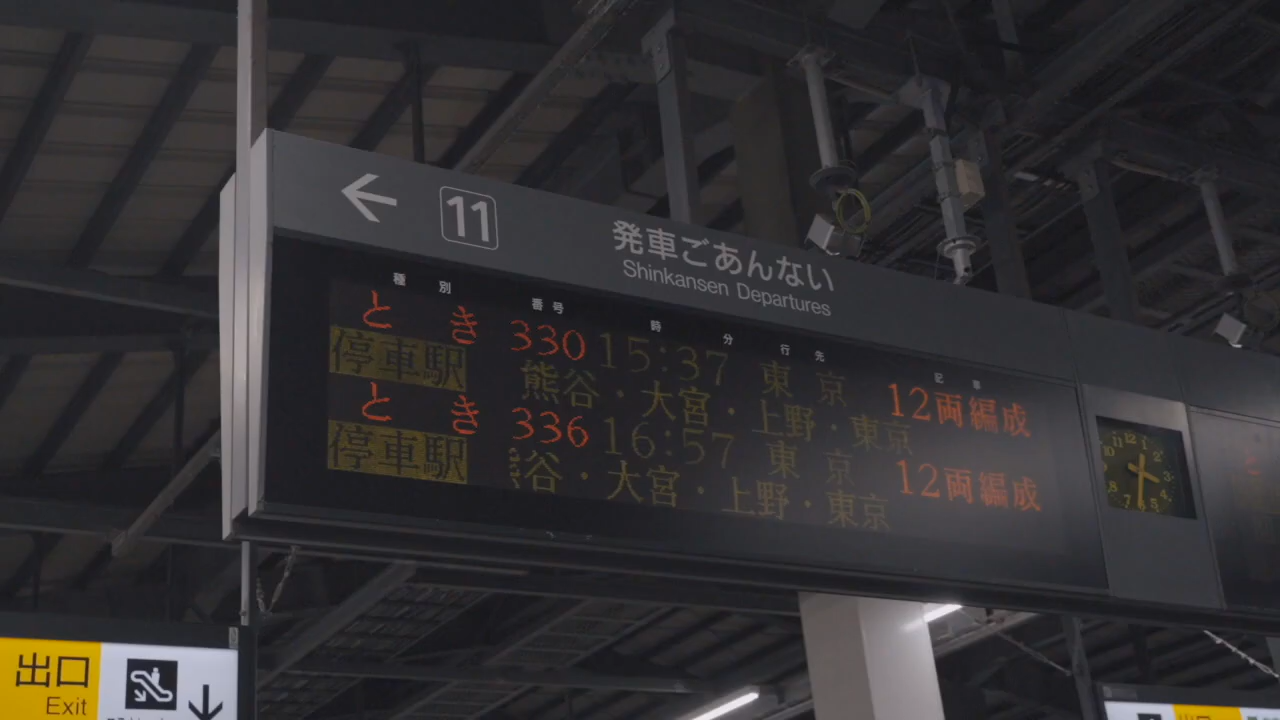 ← 11 発車ごあんない
Shinkansen Departures
種別 番号 時 分 行先 記事
とき 330 15:37 東京 12両編成
停車駅 熊谷・大宮・上野・東京
とき 336 16:57 東京 12両編成
停車駅 谷・大宮・上野・東京
出口
Exit
出口